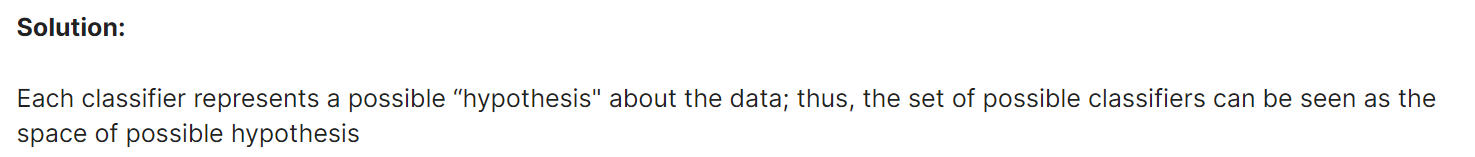 Solution:
Each classifier represents a possible “hypothesis" about the data; thus, the set of possible classifiers can be seen as the
space of possible hypothesis